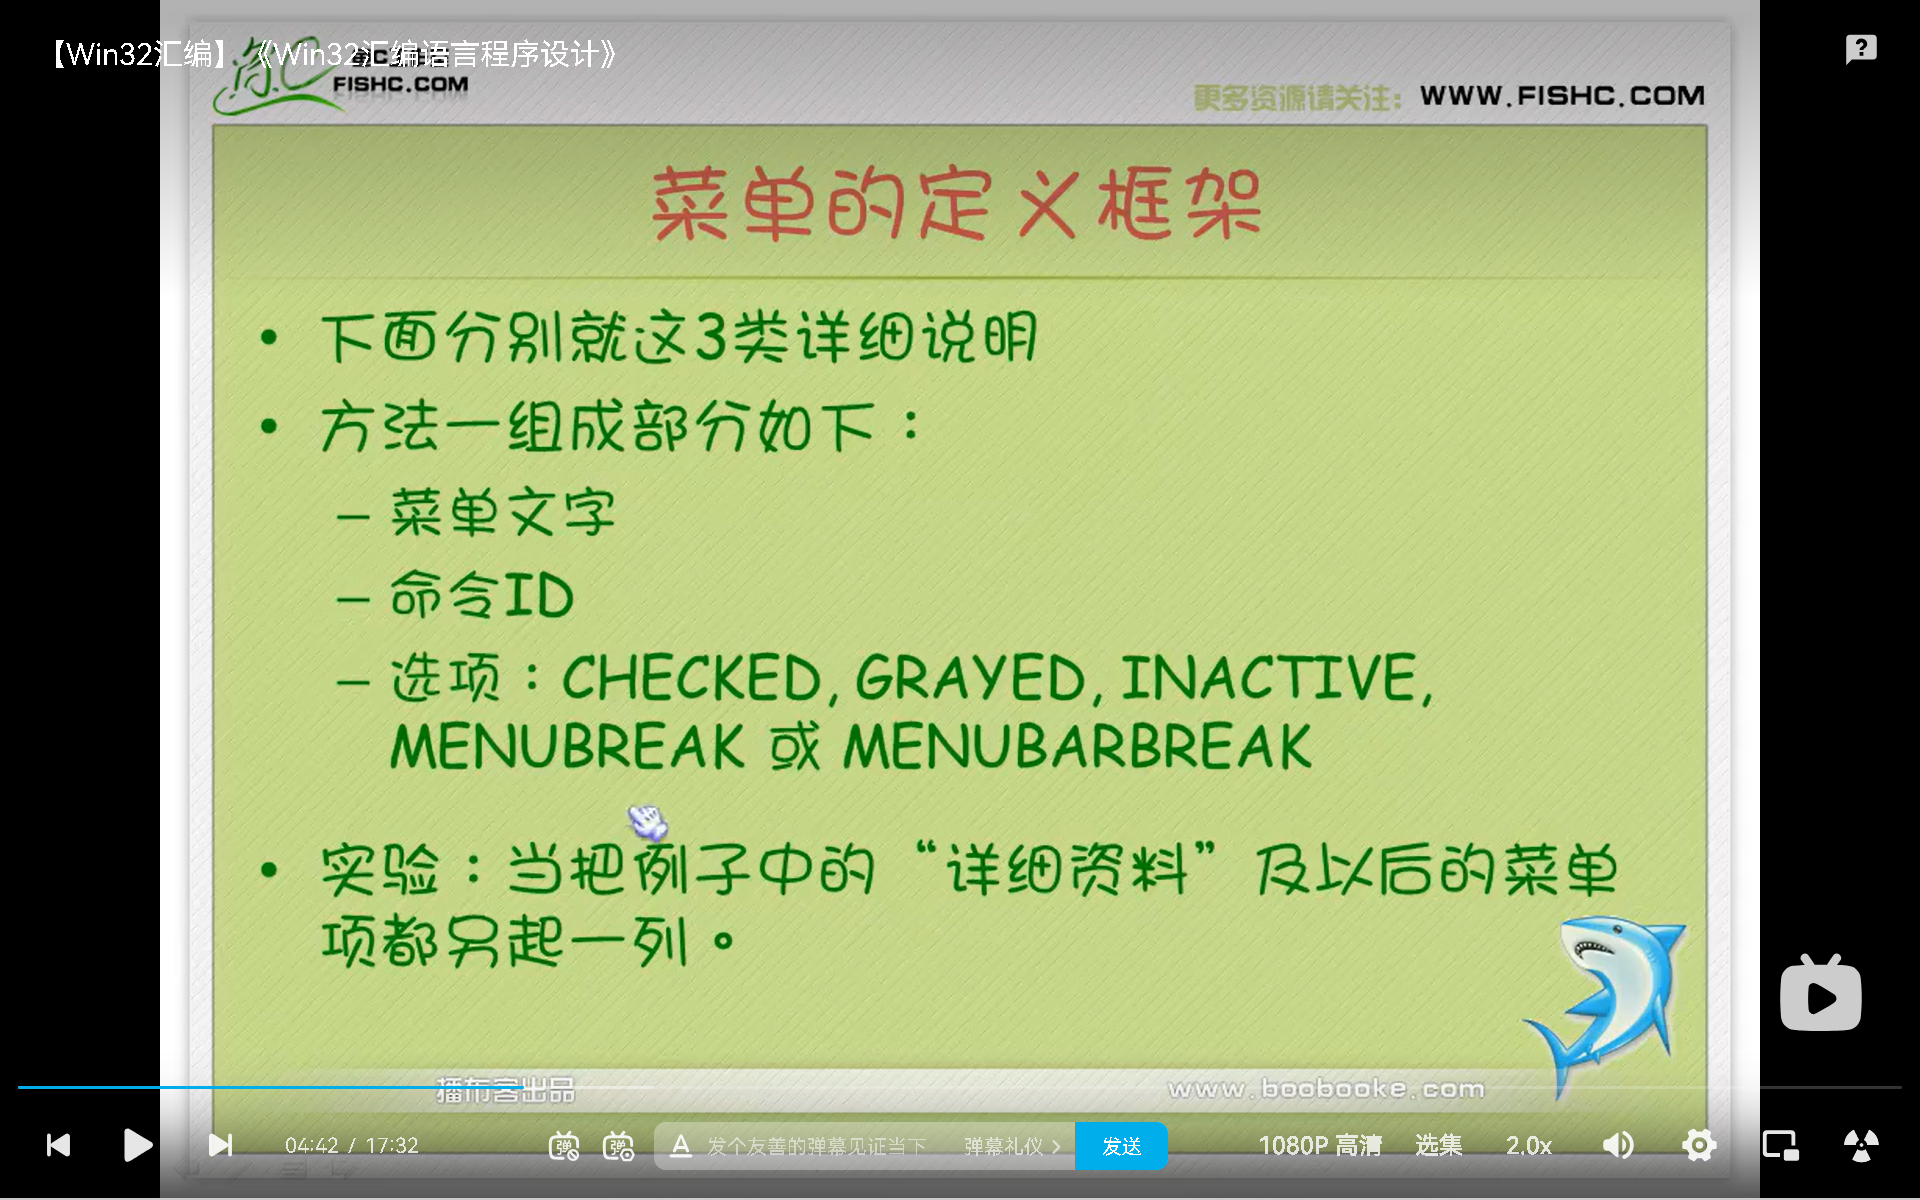 【Win32汇编】《Win32汇编语言程序设计》
FISHC.COM
更多资源请关注：WWW.FISHC.COM
菜单的定义框架
• 下面分别就这3类详细说明
• 方法一组成部分如下：
– 菜单文字
– 命令ID
– 选项：CHECKED, GRAYED, INACTIVE,
MENUBREAK 或 MENUBARBREAK
• 实验：当把例子中的“详细资料”及以后的菜单
项都另起一列。
播布客出品
www.boobooke.com
04:42 / 17:32
弹
弹
A
发个友善的弹幕见证当下
弹幕礼仪 >
发送
1080P 高清
选集
2.0x